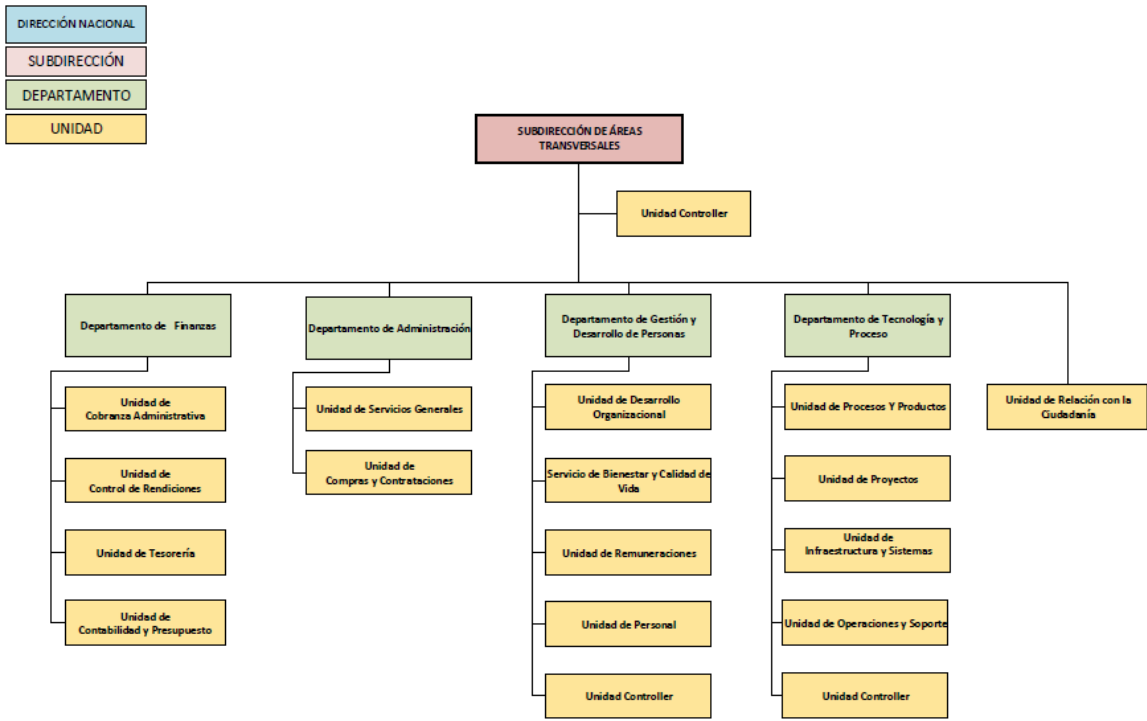 DIRECCIÓN NACIONAL
SUBDIRECCIÓN
DEPARTAMENTO
UNIDAD
SUBDIRECCIÓN DE ÁREAS
TRANSVERSALES
Unidad Controller
Departamento de Finanzas
Departamento de Administración
Departamento de Gestión y
Desarrollo de Personas
Departamento de Tecnología y
Proceso
Unidad de
Cobranza Administrativa
Unidad de
Control de Rendiciones
Unidad de Tesorería
Unidad de
Contabilidad y Presupuesto
Unidad de Servicios Generales
Unidad de
Compras y Contrataciones
Unidad de Desarrollo
Organizacional
Servicio de Bienestar y Calidad de
Vida
Unidad de Remuneraciones
Unidad de Personal
Unidad Controller
Unidad de Procesos Y Productos
Unidad de Proyectos
Unidad de
Infraestructura y Sistemas
Unidad de Operaciones y Soporte
Unidad Controller
Unidad de Relación con la
Ciudadanía